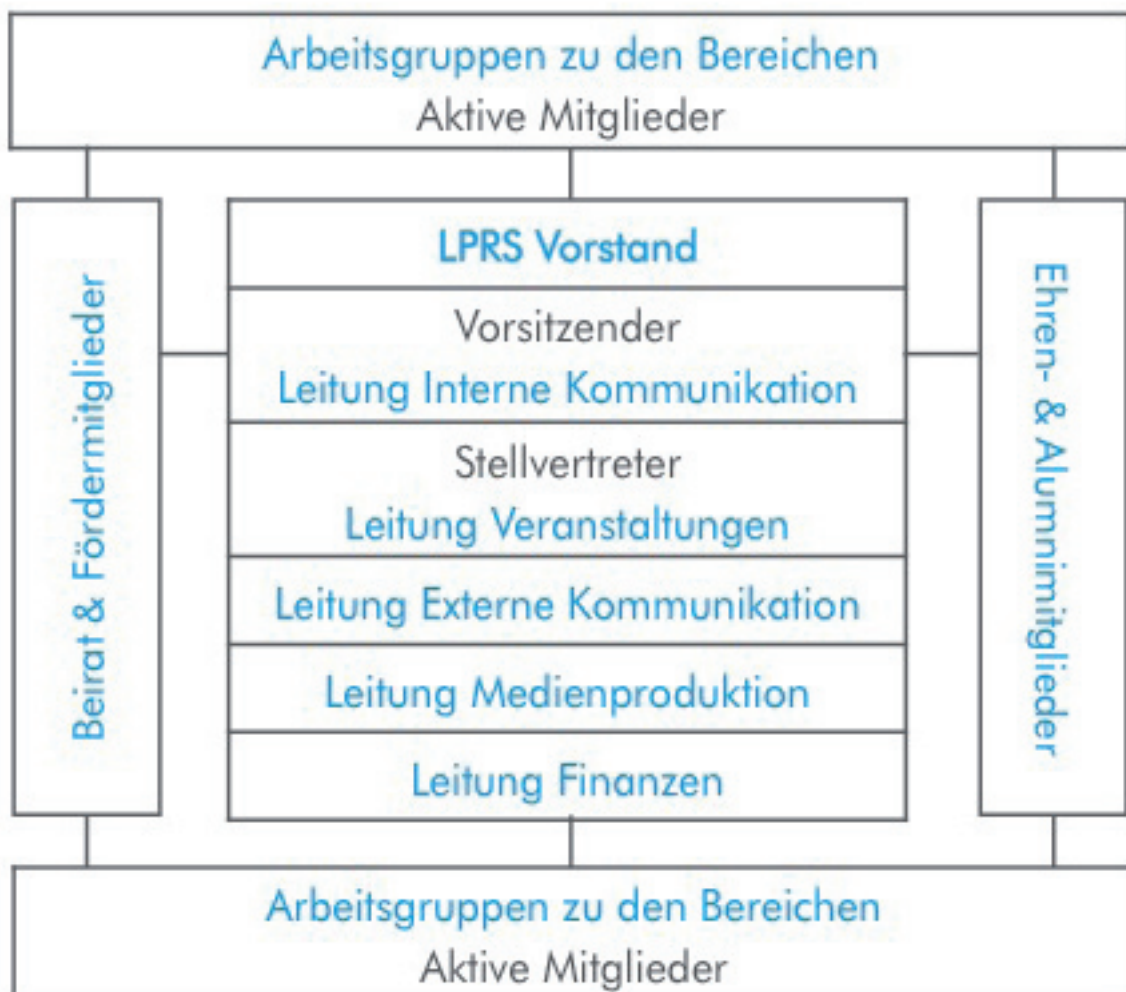 Arbeitsgruppen zu den Bereichen
Aktive Mitglieder
Beirat & Fördermitglieder
LPRS Vorstand
Vorsitzender
Leitung Interne Kommunikation
Stellvertreter
Leitung Veranstaltungen
Leitung Externe Kommunikation
Leitung Medienproduktion
Leitung Finanzen
Ehren- & Alumnimitglieder
Arbeitsgruppen zu den Bereichen
Aktive Mitglieder